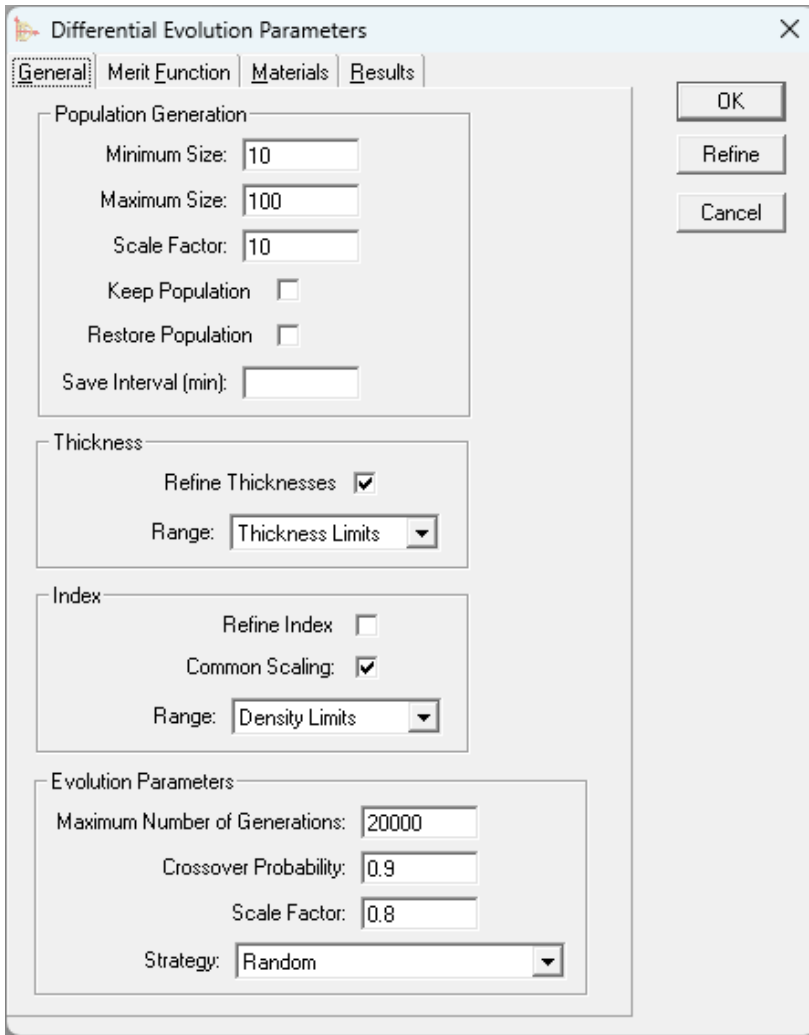 Differential Evolution Parameters
General Merit Function Materials Results
OK
Refine
Cancel
Population Generation
Minimum Size: 10
Maximum Size: 100
Scale Factor: 10
Keep Population
Restore Population
Save Interval (min):
Thickness
Refine Thicknesses
Range: Thickness Limits
Index
Refine Index
Common Scaling:
Range: Density Limits
Evolution Parameters
Maximum Number of Generations: 20000
Crossover Probability: 0.9
Scale Factor: 0.8
Strategy: Random